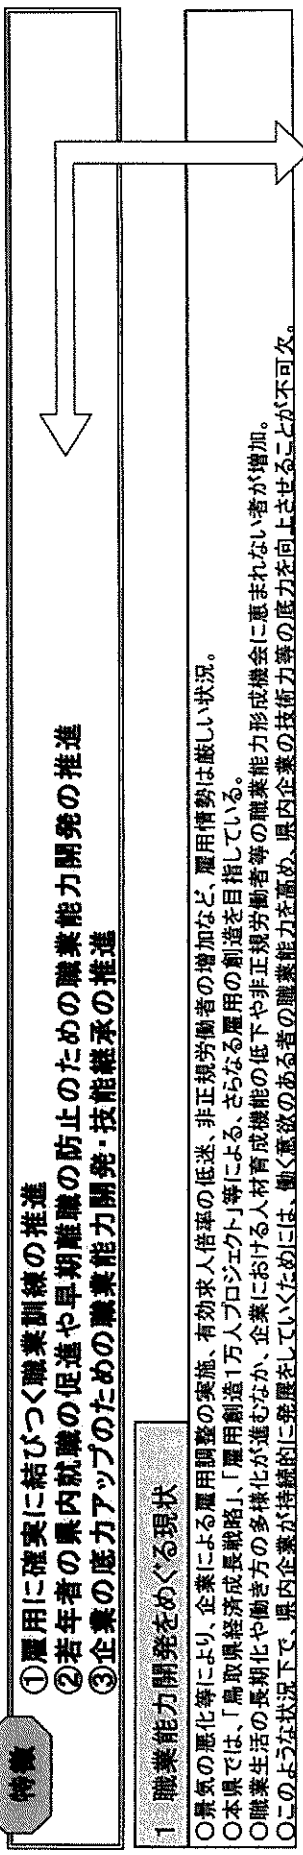 特徴
①雇用に確実に結びつく職業訓練の推進
②若年者の県内就職の促進や早期離職の防止のための職業能力開発の推進
③企業の底力アップのための職業能力開発・技能継承の推進
1 職業能力開発をめぐる現状
○景気の悪化等により、企業による雇用調整の実施、有効求人倍率の低迷、非正規労働者の増加など、雇用情勢は厳しい状況。
○本県では、「鳥取県経済成長戦略」、「雇用創造1万人プロジェクト」等による、さらなる雇用の創造を目指している。
○職業生活の長期化や働き方の多様化が進むなか、企業における人材育成機能の低下や非正規労働者等の職業能力形成機会に恵まれない者が増加。
○このような状況下で、県内企業が持続的に発展をしていくためには、働く意欲のある者の職業能力を高め、県内企業の技術力等の底力を向上させることが不可欠。